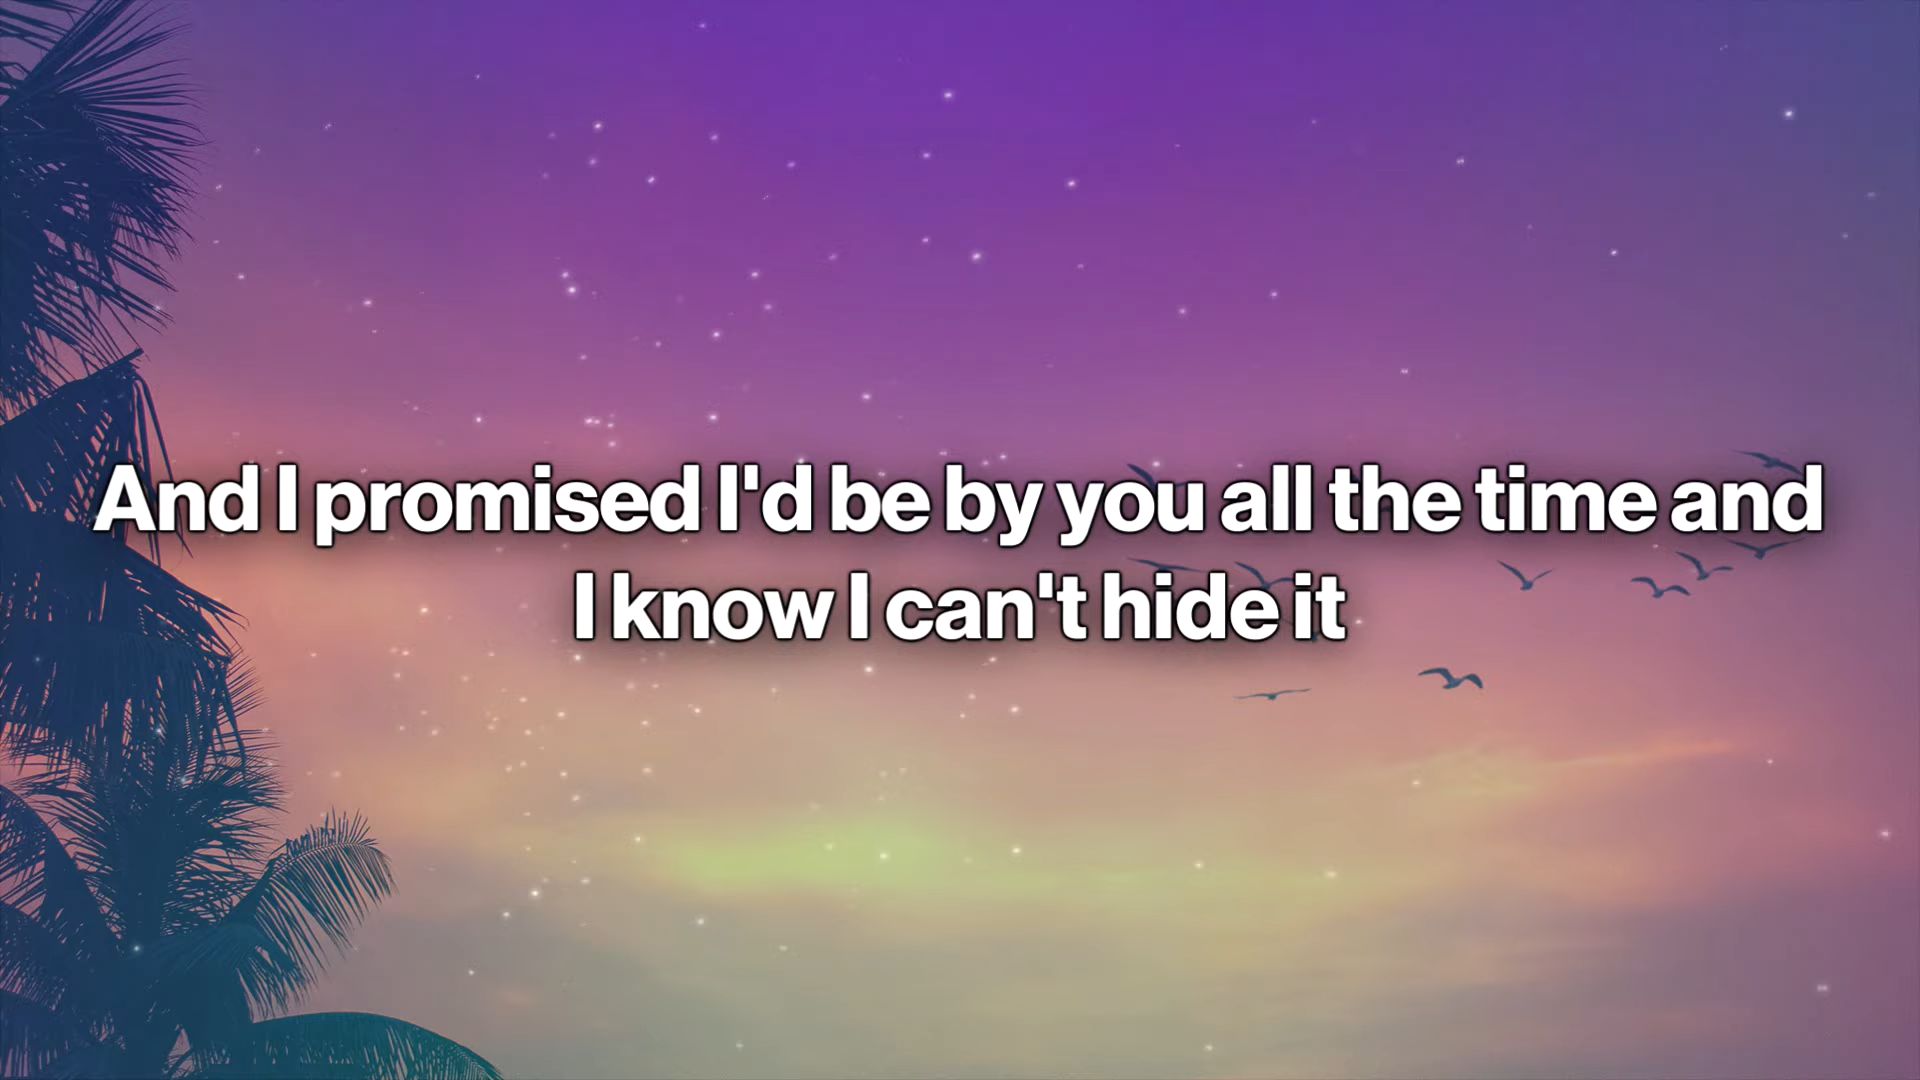 And I promised I'd be by you all the time and
I know I can't hide it